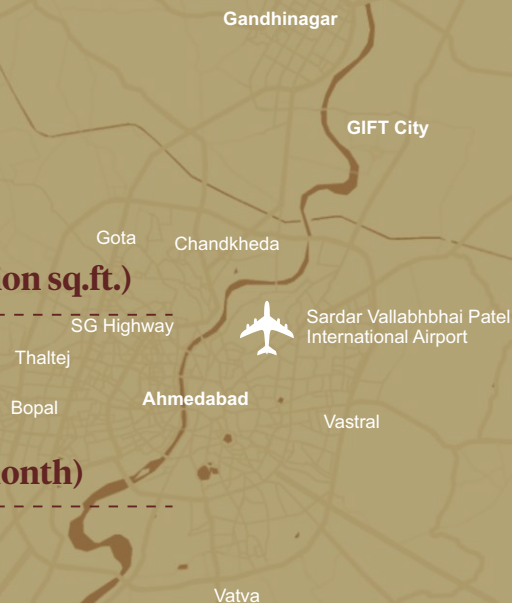 Gandhinagar
GIFT City
Gota
Chandkheda
ion sq.ft.)
SG Highway
Sardar Vallabhbhai Patel
International Airport
Thaltej
Ahmedabad
Bopal
Vastral
onth)
Vatva